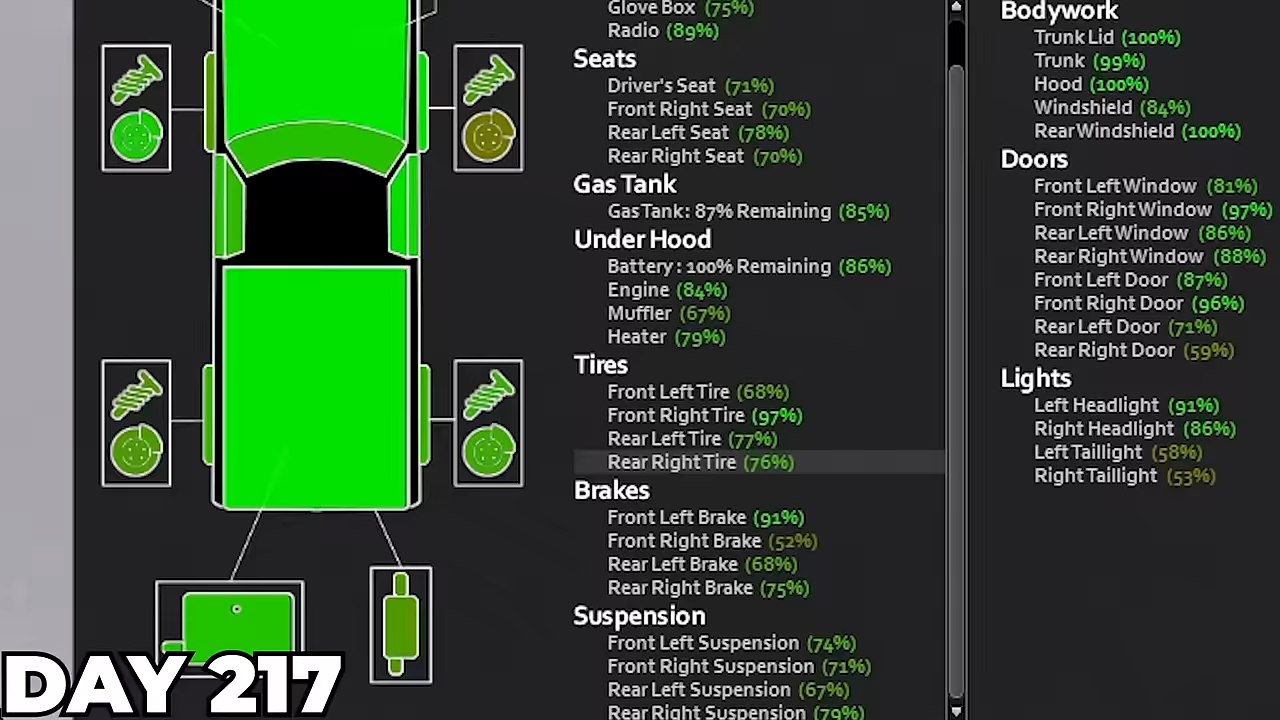 Glove Box (75%)
Radio (89%)
Seats
Driver's Seat (71%)
Front Right Seat (70%)
Rear Left Seat (78%)
Rear Right Seat (70%)
Gas Tank
Gas Tank: 87% Remaining (85%)
Under Hood
Battery : 100% Remaining (86%)
Engine (84%)
Muffler (67%)
Heater (79%)
Tires
Front Left Tire (68%)
Front Right Tire (97%)
Rear Left Tire (77%)
Rear Right Tire (76%)
Brakes
Front Left Brake (91%)
Front Right Brake (52%)
Rear Left Brake (68%)
Rear Right Brake (75%)
Suspension
Front Left Suspension (74%)
Front Right Suspension (71%)
Rear Left Suspension (67%)
Rear Right Suspension (79%)
Bodywork
Trunk Lid (100%)
Trunk (99%)
Hood (100%)
Windshield (84%)
Rear Windshield (100%)
Doors
Front Left Window (81%)
Front Right Window (97%)
Rear Left Window (86%)
Rear Right Window (88%)
Front Left Door (87%)
Front Right Door (96%)
Rear Left Door (71%)
Rear Right Door (59%)
Lights
Left Headlight (91%)
Right Headlight (86%)
Left Taillight (58%)
Right Taillight (53%)
DAY 217